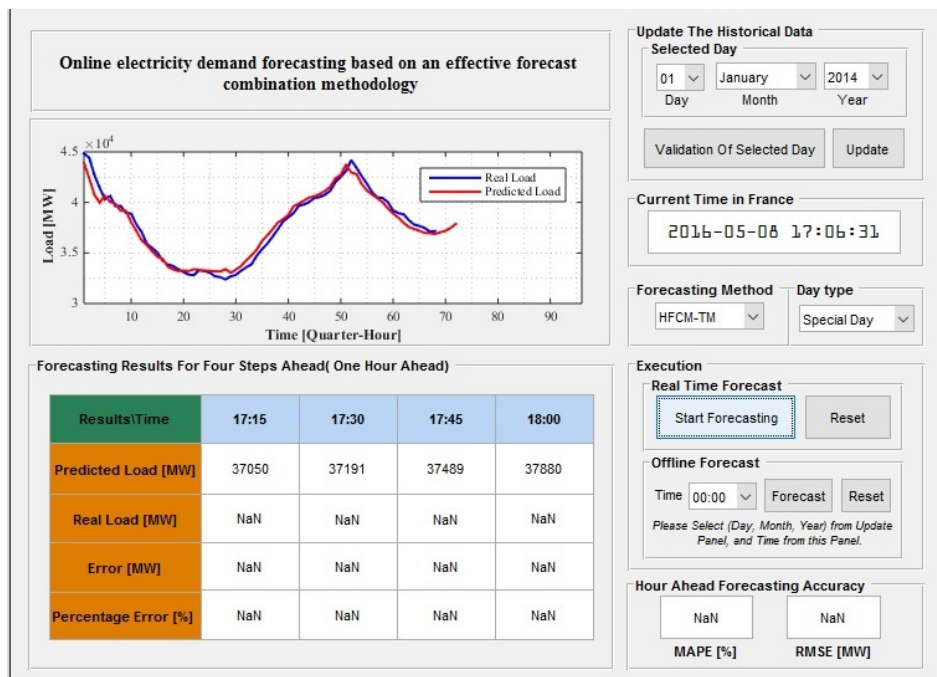 Online electricity demand forecasting based on an effective forecast
combination methodology
×10⁴
4.5
4
3.5
3
Load [MW]
Real Load
Predicted Load
10 20 30 40 50 60 70 80 90
Time [Quarter-Hour]
Forecasting Results For Four Steps Ahead( One Hour Ahead)
Results\Time 17:15 17:30 17:45 18:00
Predicted Load [MW] 37050 37191 37489 37880
Real Load [MW] NaN NaN NaN NaN
Error [MW] NaN NaN NaN NaN
Percentage Error [%] NaN NaN NaN NaN
Update The Historical Data
Selected Day
01 January 2014
Day Month Year
Validation Of Selected Day Update
Current Time in France
2016-05-08 17:06:31
Forecasting Method Day type
HFCM-TM Special Day
Execution
Real Time Forecast
Start Forecasting Reset
Offline Forecast
Time 00:00 Forecast Reset
Please Select (Day, Month, Year) from Update
Panel, and Time from this Panel.
Hour Ahead Forecasting Accuracy
NaN NaN
MAPE [%] RMSE [MW]